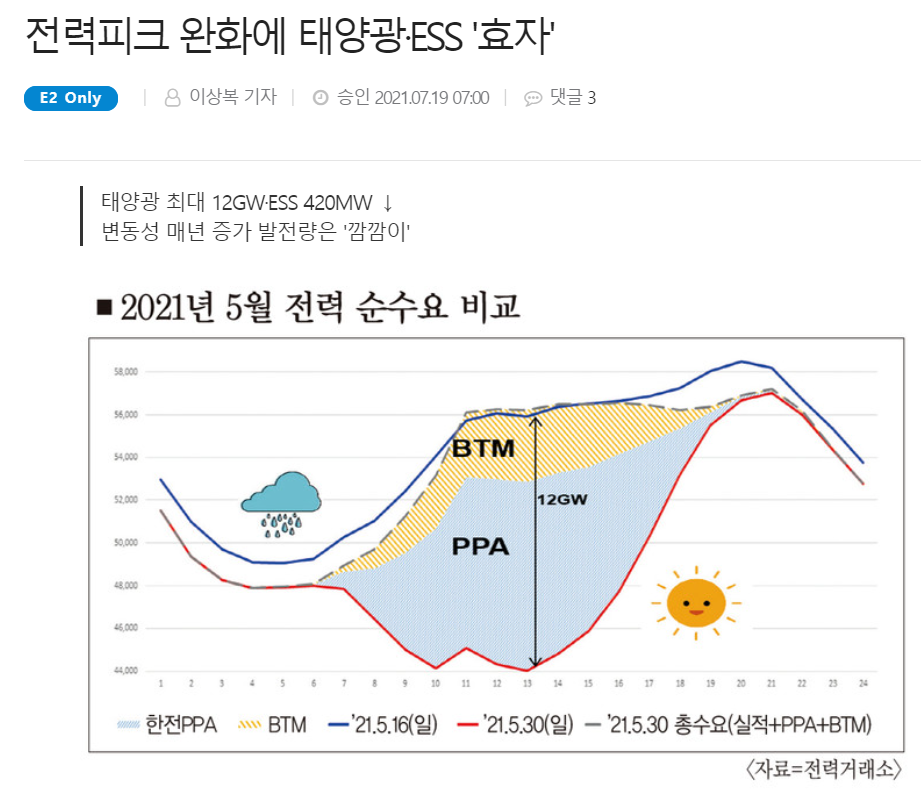 전력피크 완화에 태양광·ESS '효자'
E2 Only | 이상복 기자 | 승인 2021.07.19 07:00 | 댓글 3
태양광 최대 12GW·ESS 420MW ↓
변동성 매년 증가 발전량은 '깜깜이'
■ 2021년 5월 전력 순수요 비교
58,000
56,000
54,000
52,000
50,000
48,000
46,000
44,000
BTM
12GW
PPA
1 2 3 4 5 6 7 8 9 10 11 12 13 14 15 16 17 18 19 20 21 22 23 24
한전PPA BTM '21.5.16(일) '21.5.30(일) '21.5.30 총수요(실적+PPA+BTM)
〈자료=전력거래소〉